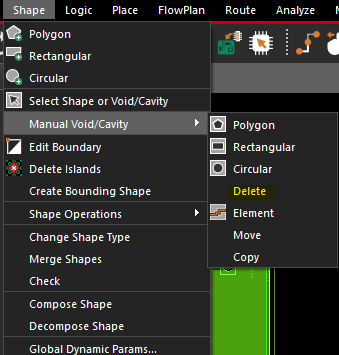 Shape Logic Place FlowPlan Route Analyze
Polygon
Rectangular
Circular
Select Shape or Void/Cavity
Manual Void/Cavity
Edit Boundary
Delete Islands
Create Bounding Shape
Shape Operations
Change Shape Type
Merge Shapes
Check
Compose Shape
Decompose Shape
Global Dynamic Params...
Polygon
Rectangular
Circular
Delete
Element
Move
Copy